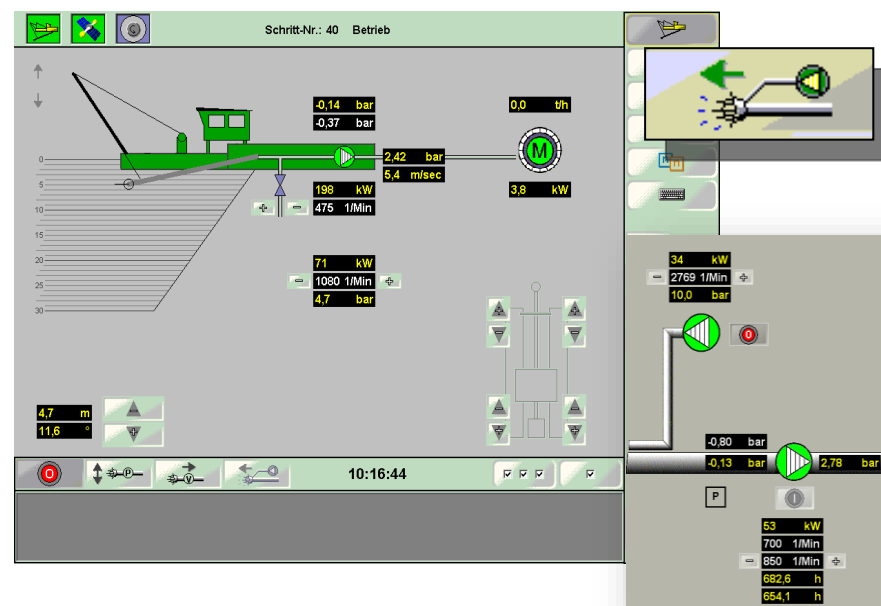 Schritt-Nr.: 40 Betrieb
-0,14 bar
-0,37 bar
0,0 t/h
M
2,42 bar
5,4 m/sec
198 kW
475 1/Min
3,8 kW
0
5
10
15
20
25
30
71 kW
1080 1/Min
4,7 bar
4,7 m
11,6 °
O
P
V
10:16:44
34 kW
2769 1/Min
10,0 bar
O
-0,80 bar
-0,13 bar
2,78 bar
P
I
53 kW
700 1/Min
850 1/Min
682,6 h
654,1 h